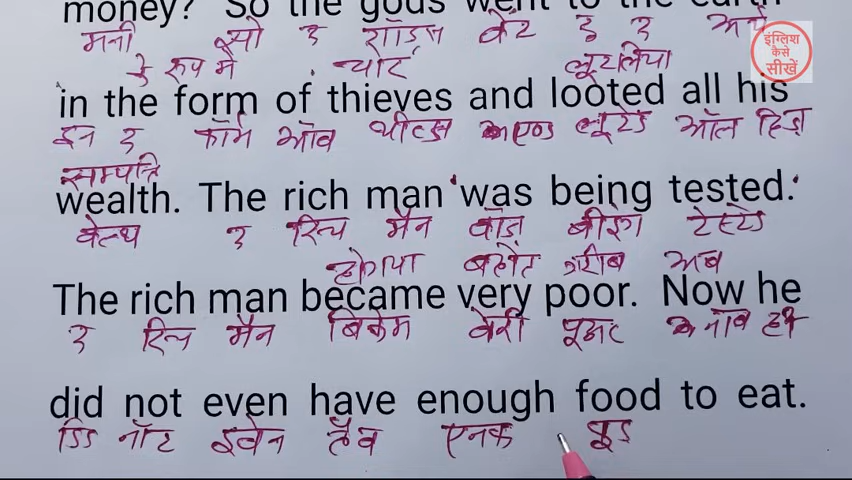 money? So the gods went to the earth
मनी सो द गॉड्स वेंट टू द अर्थ
इंग्लिश
कैसे
सीखें
के रूप में चोर लूट लिया
in the form of thieves and looted all his
इन द फॉर्म ऑव थीव्स अण्ड लूटेड ऑल हिज
सम्पत्ति
wealth. The rich man was being tested.
वेल्थ द रिच मैन वॉज बीइंग टेस्टेड
होगया बहोत गरीब अब
The rich man became very poor. Now he
द रिच मैन बिकेम वेरी पूअर नाव ही
did not even have enough food to eat.
डिड नॉट इवेन हैव एनफ फूड